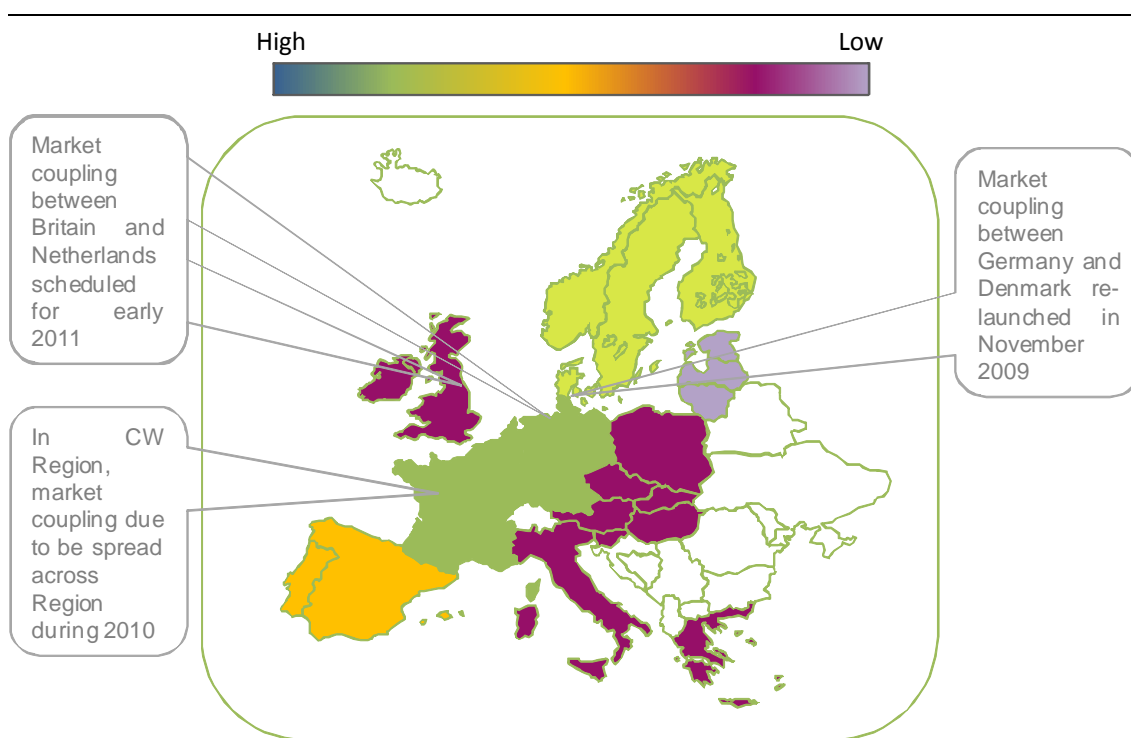 High
Low
Market
coupling
between
Britain and
Netherlands
scheduled
for early
2011
Market
coupling
between
Germany and
Denmark re-
launched in
November
2009
In CW
Region,
market
coupling due
to be spread
across
Region
during 2010